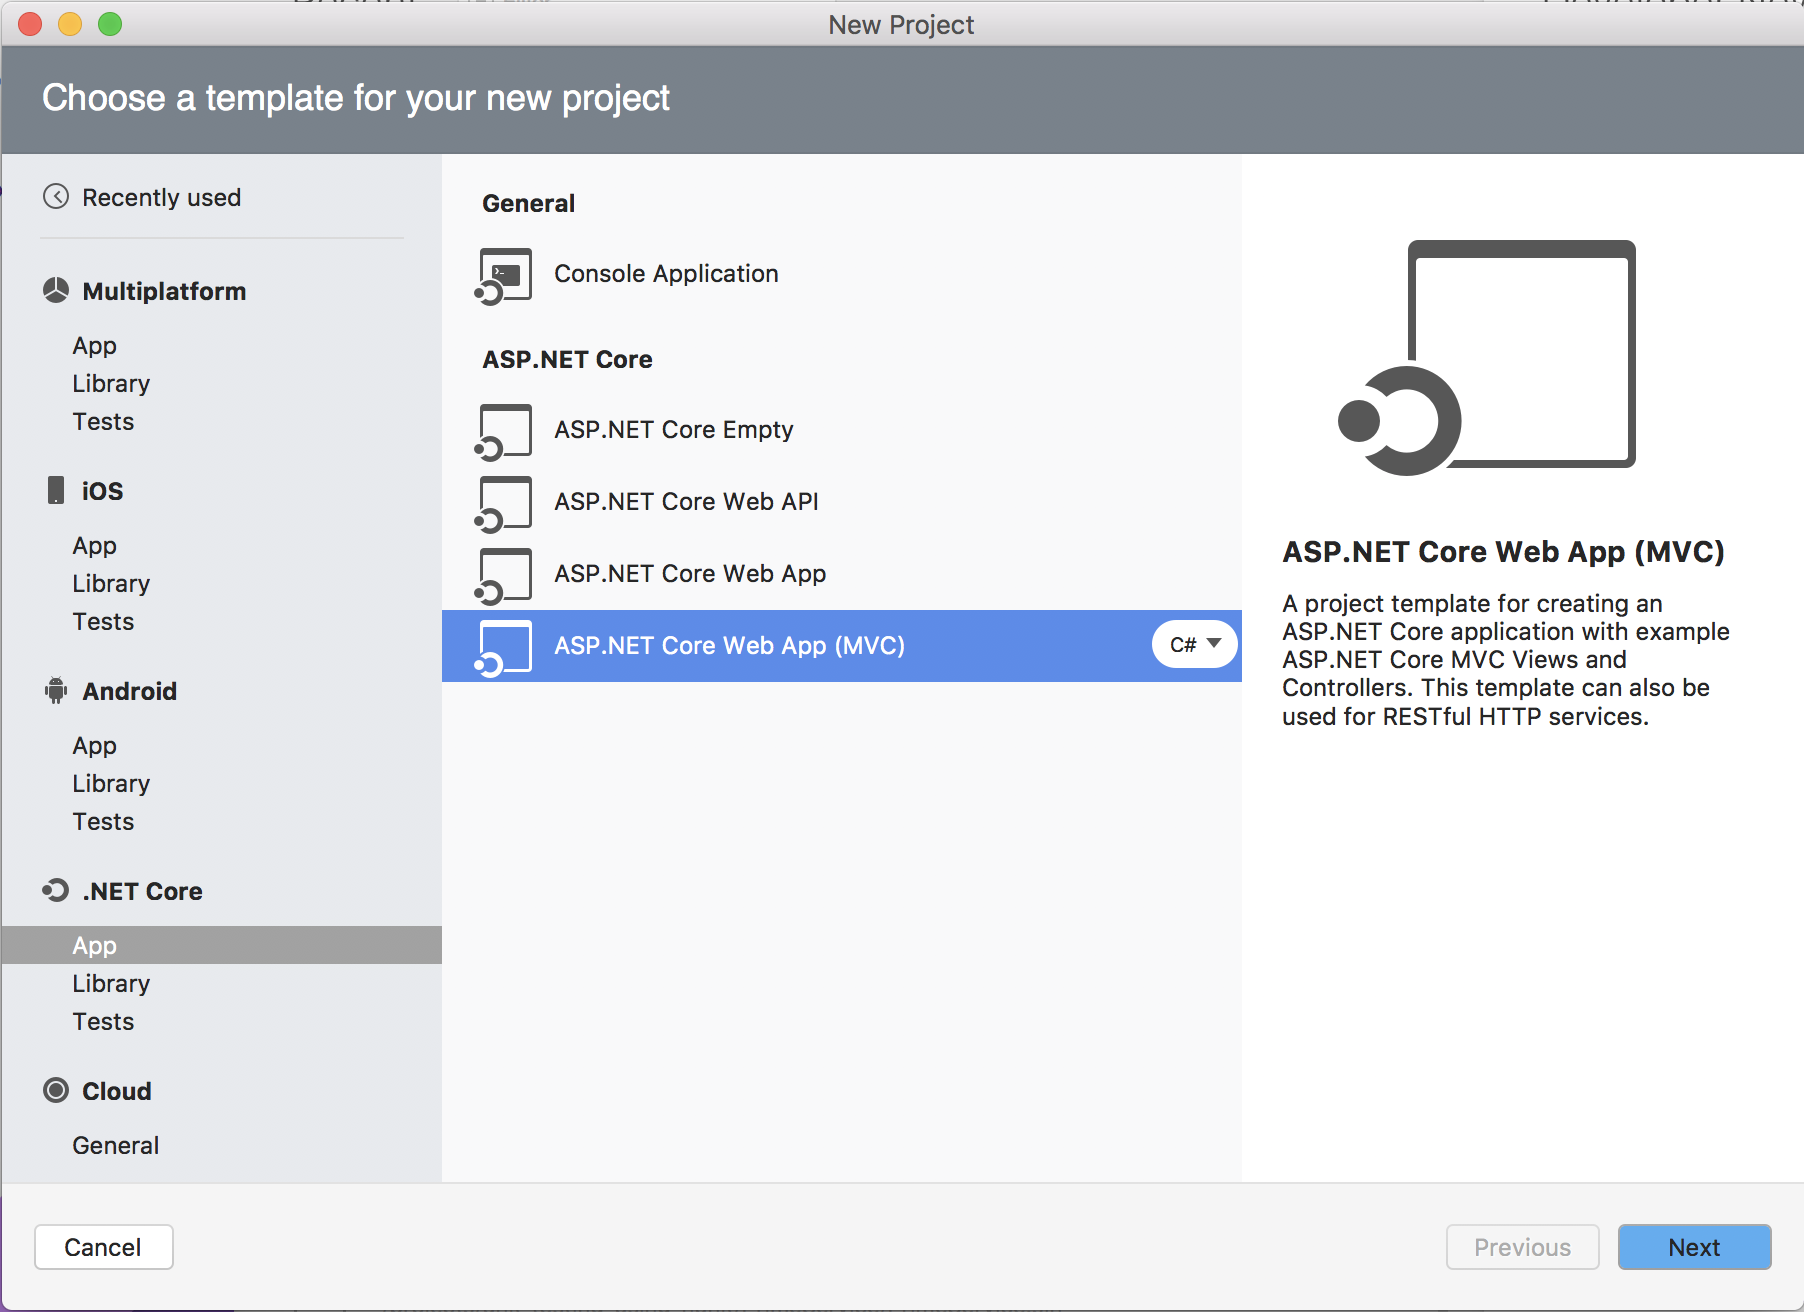 New Project
Choose a template for your new project
Recently used
Multiplatform
App
Library
Tests
iOS
App
Library
Tests
Android
App
Library
Tests
.NET Core
App
Library
Tests
Cloud
General
General
Console Application
ASP.NET Core
ASP.NET Core Empty
ASP.NET Core Web API
ASP.NET Core Web App
ASP.NET Core Web App (MVC)
C#
ASP.NET Core Web App (MVC)
A project template for creating an
ASP.NET Core application with example
ASP.NET Core MVC Views and
Controllers. This template can also be
used for RESTful HTTP services.
Cancel
Previous
Next